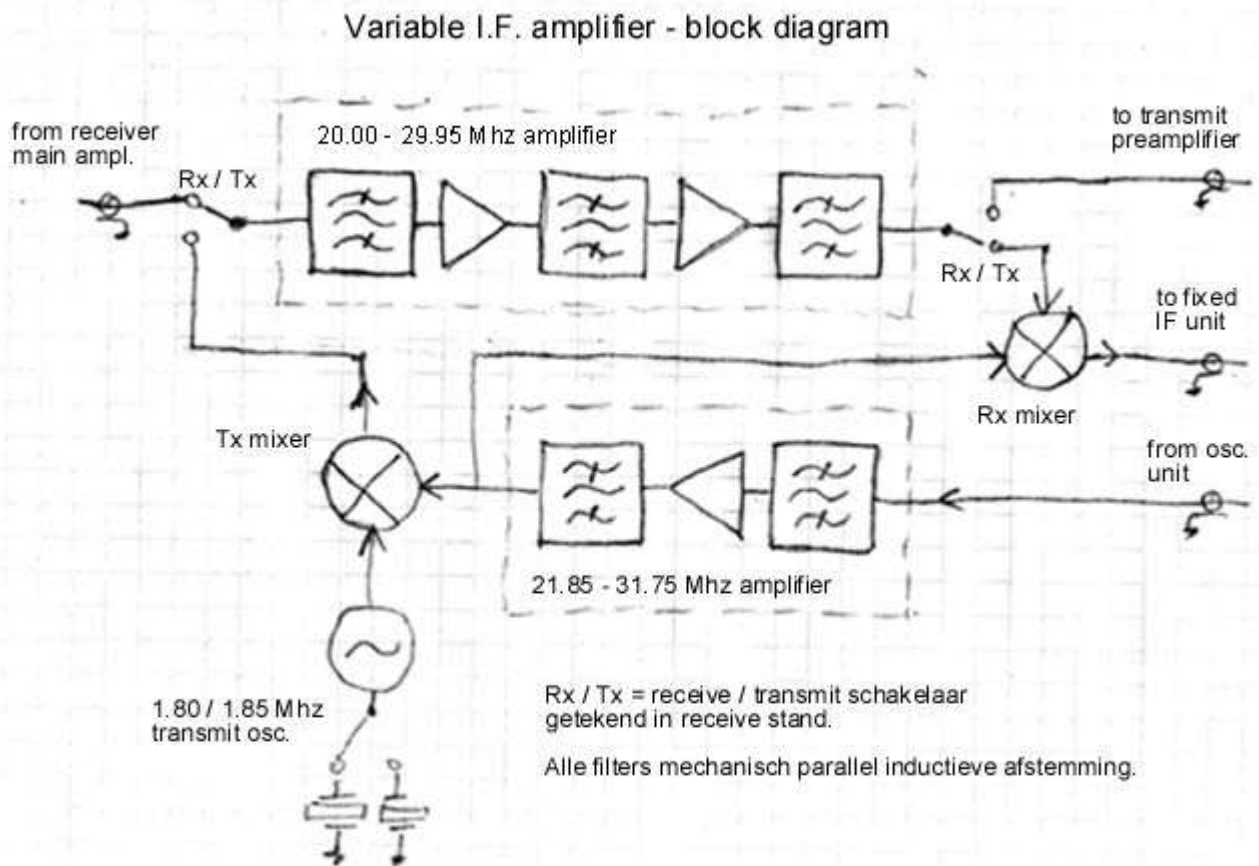 Variable I.F. amplifier - block diagram
from receiver
main ampl.
Rx / Tx
20.00 - 29.95 Mhz amplifier
to transmit
preamplifier
Rx / Tx
to fixed
IF unit
Rx mixer
Tx mixer
from osc.
unit
21.85 - 31.75 Mhz amplifier
1.80 / 1.85 Mhz
transmit osc.
Rx / Tx = receive / transmit schakelaar
getekend in receive stand.
Alle filters mechanisch parallel inductieve afstemming.